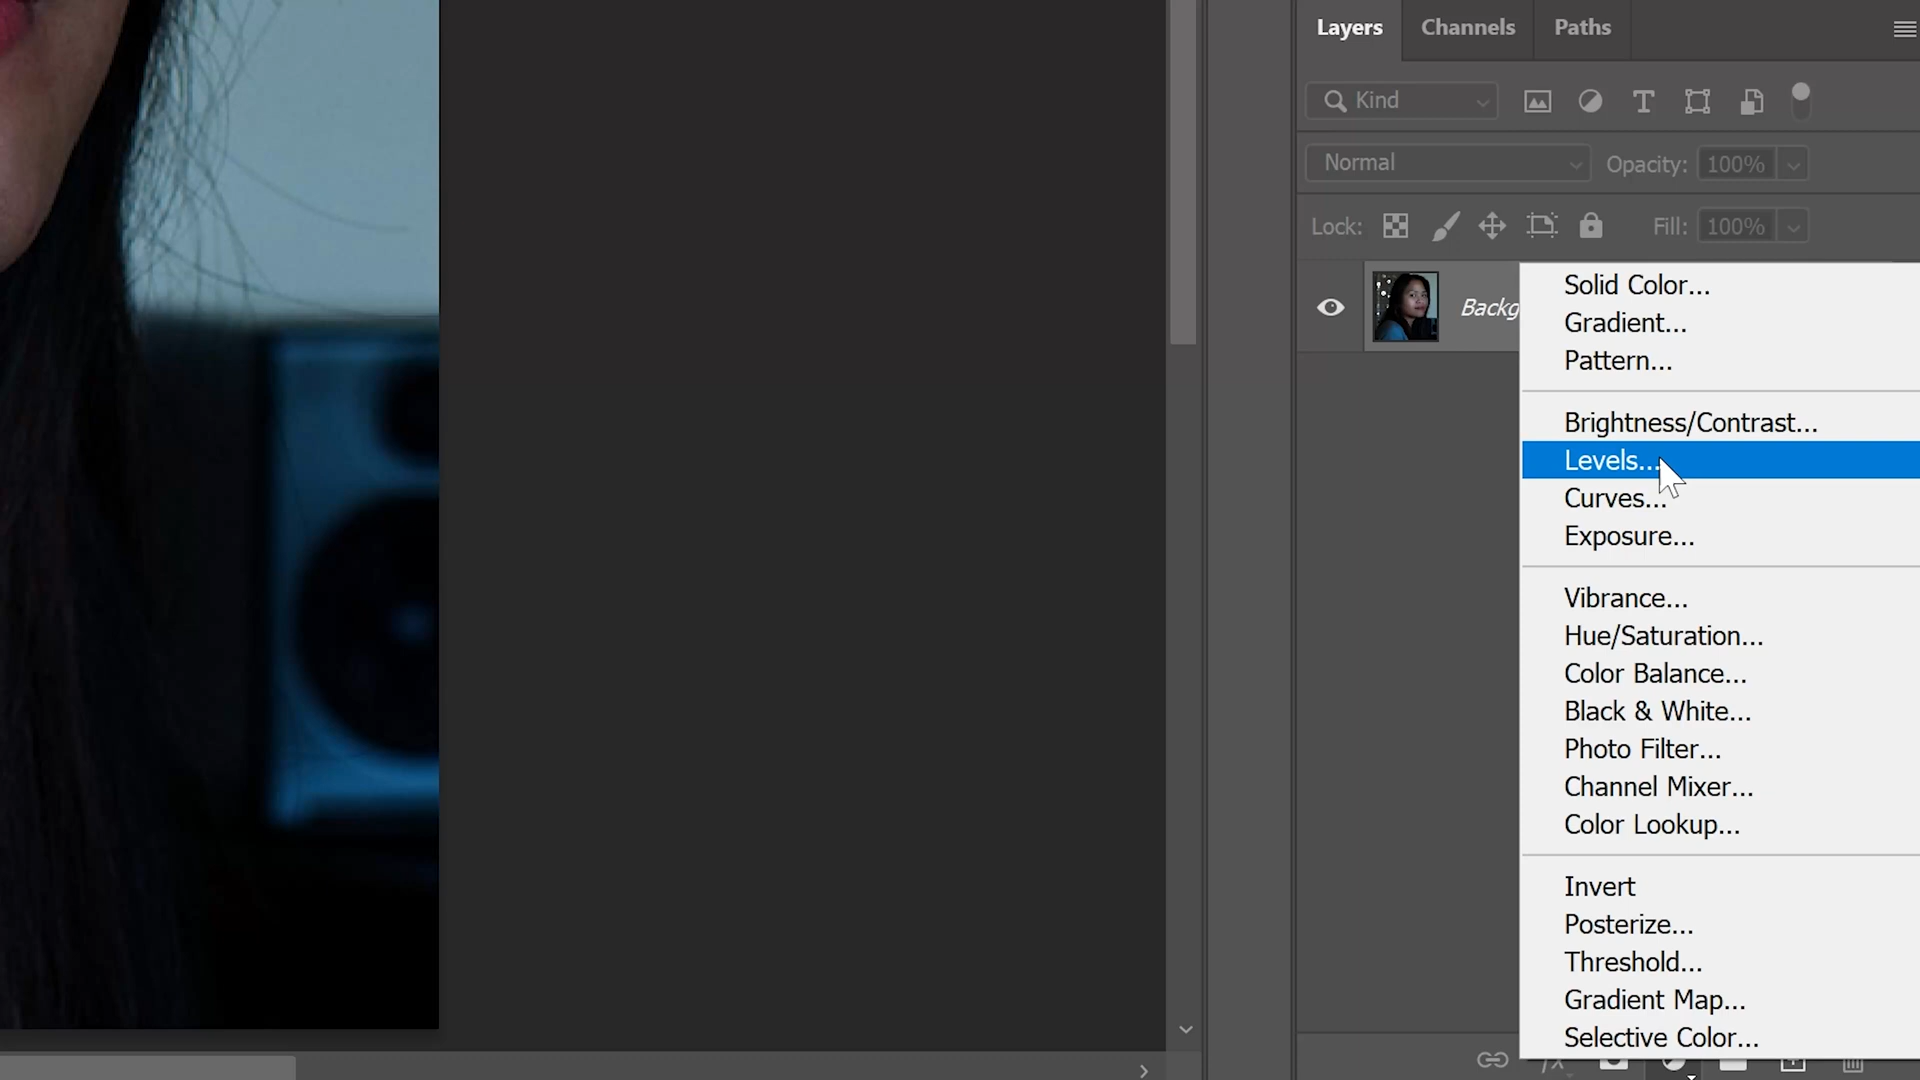 Layers Channels Paths
Kind
Normal Opacity: 100%
Lock: Fill: 100%
Backg
Solid Color...
Gradient...
Pattern...
Brightness/Contrast...
Levels...
Curves...
Exposure...
Vibrance...
Hue/Saturation...
Color Balance...
Black & White...
Photo Filter...
Channel Mixer...
Color Lookup...
Invert
Posterize...
Threshold...
Gradient Map...
Selective Color...